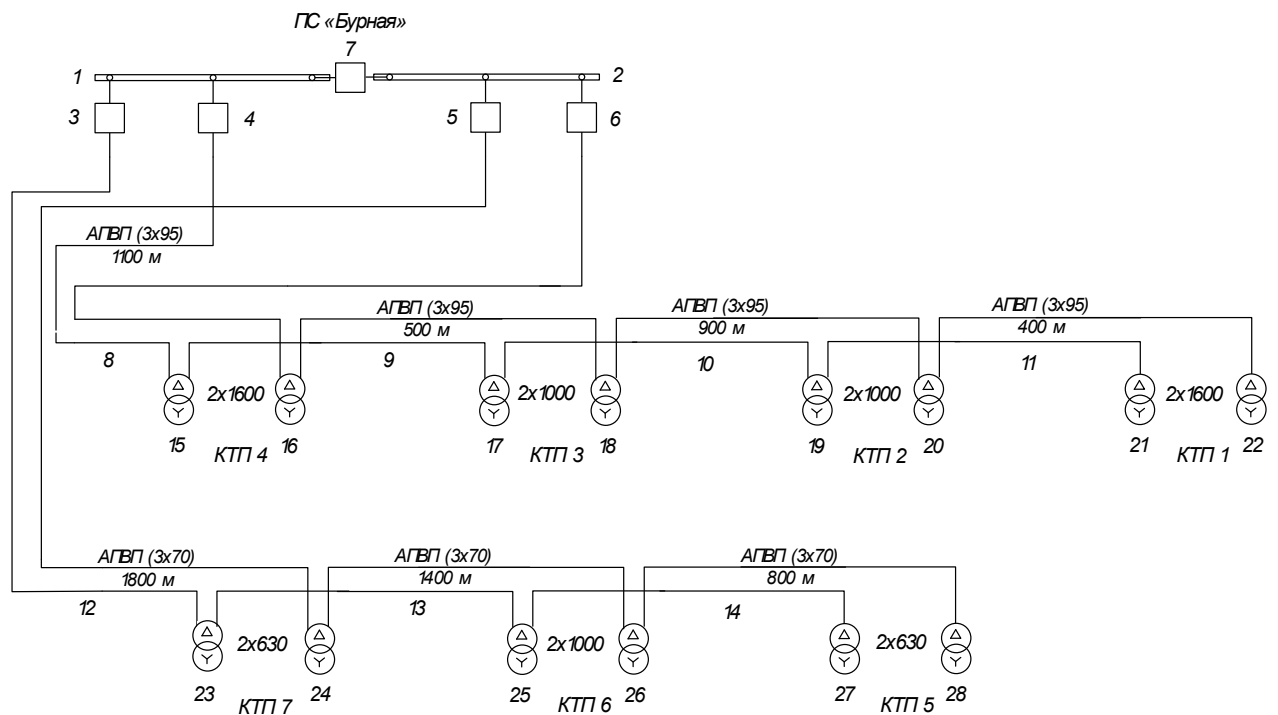 ПС «Бурная»
7
1
2
3
4
5
6
АПВП (3х95)
1100 м
АПВП (3х95)
500 м
АПВП (3х95)
900 м
АПВП (3х95)
400 м
8
9
10
11
2х1600
2х1000
2х1000
2х1600
15
КТП 4
16
17
КТП 3
18
19
КТП 2
20
21
КТП 1
22
АПВП (3х70)
1800 м
АПВП (3х70)
1400 м
АПВП (3х70)
800 м
12
13
14
2х630
2х1000
2х630
23
КТП 7
24
25
КТП 6
26
27
КТП 5
28